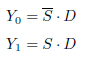 Y₀ = S̅ · D
Y₁ = S · D